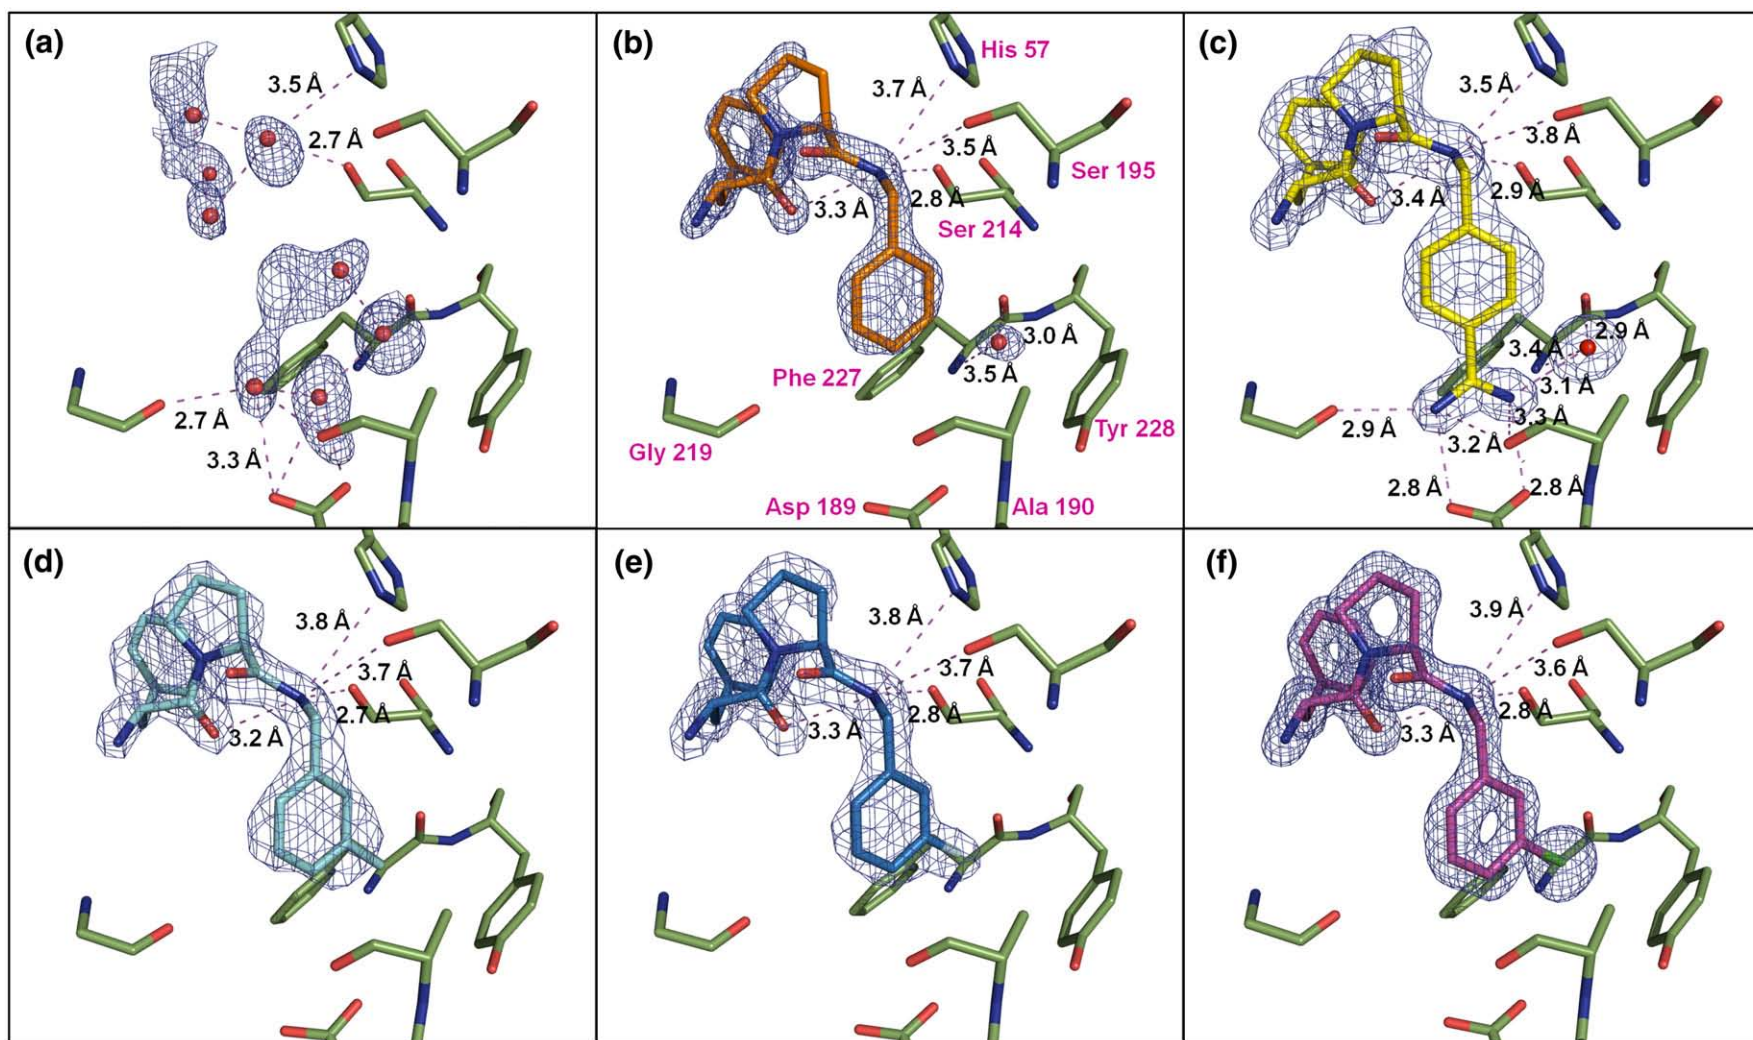 (a)
3.5 Å
2.7 Å
2.7 Å
3.3 Å
(b)
His 57
3.7 Å
3.5 Å
Ser 195
3.3 Å
2.8 Å
Ser 214
3.0 Å
Phe 227
3.5 Å
Tyr 228
Gly 219
Asp 189
Ala 190
(c)
3.5 Å
3.8 Å
3.4 Å
2.9 Å
2.9 Å
3.4 Å
3.1 Å
3.3 Å
2.9 Å
3.2 Å
2.8 Å
2.8 Å
(d)
3.8 Å
3.7 Å
2.7 Å
3.2 Å
(e)
3.8 Å
3.7 Å
2.8 Å
3.3 Å
(f)
3.9 Å
3.6 Å
2.8 Å
3.3 Å